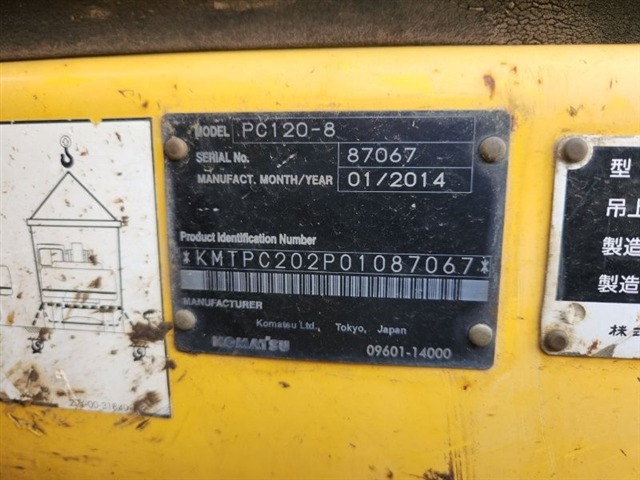 MODEL PC120-8
SERIAL No. 87067
MANUFACT. MONTH/YEAR 01/2014
Product Identification Number
*KMTPC202P01087067*
MANUFACTURER
Komatsu Ltd., Tokyo, Japan
KOMATSU 09601-14000
型
吊上
製造
製造
株式